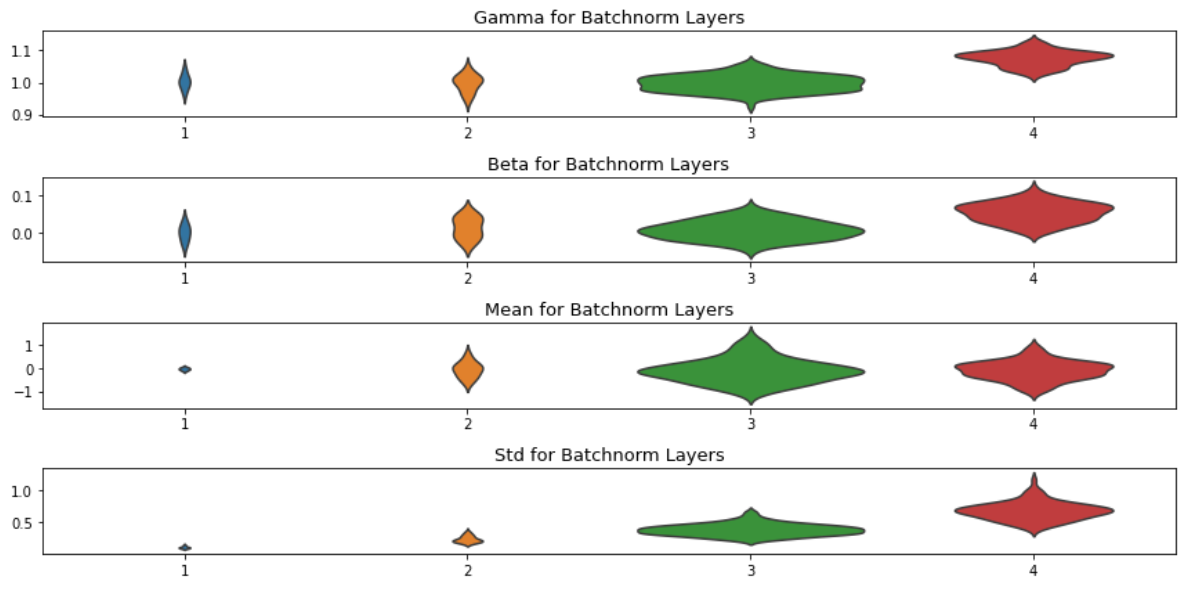 Gamma for Batchnorm Layers
1.1
1.0
0.9
1 2 3 4
Beta for Batchnorm Layers
0.1
0.0
1 2 3 4
Mean for Batchnorm Layers
1
0
−1
1 2 3 4
Std for Batchnorm Layers
1.0
0.5
1 2 3 4